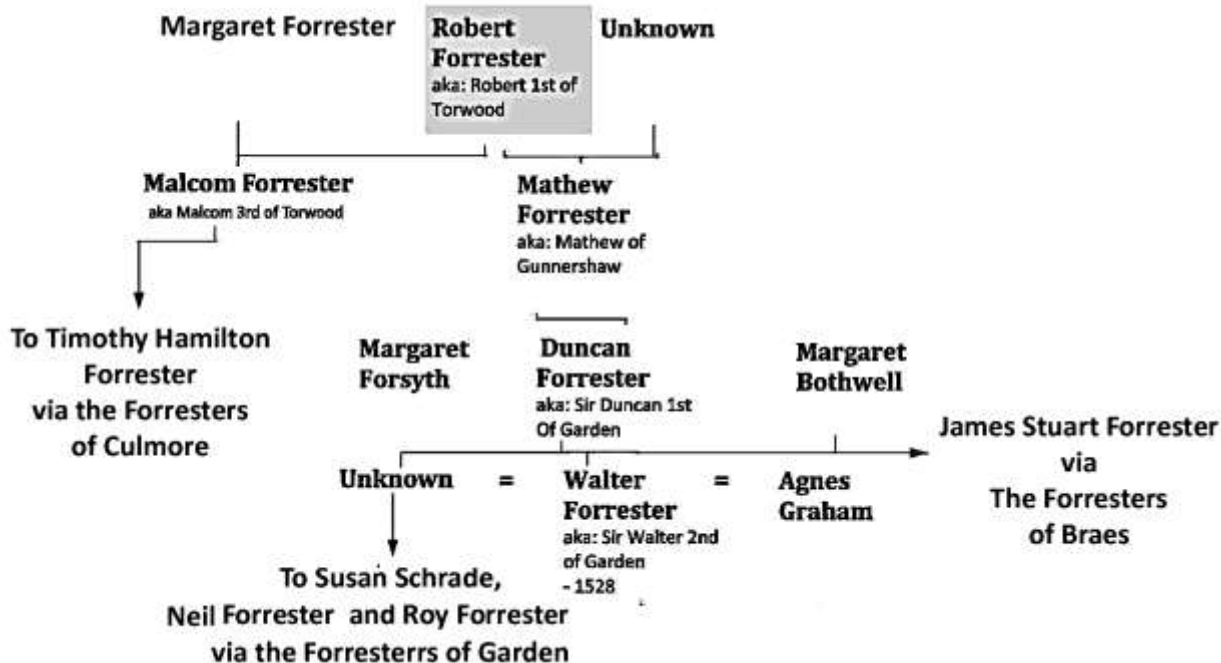 Margaret Forrester
Robert
Forrester
aka: Robert 1st of
Torwood
Unknown
Malcom Forrester
aka Malcom 3rd of Torwood
Mathew
Forrester
aka: Mathew of
Gunnershaw
To Timothy Hamilton
Forrester
via the Forresters
of Culmore
Margaret
Forsyth
Duncan
Forrester
aka: Sir Duncan 1st
Of Garden
Margaret
Bothwell
James Stuart Forrester
via
The Forresters
of Braes
Unknown
=
Walter
Forrester
aka: Sir Walter 2nd
of Garden
- 1528
=
Agnes
Graham
To Susan Schrade,
Neil Forrester and Roy Forrester
via the Forresterrs of Garden